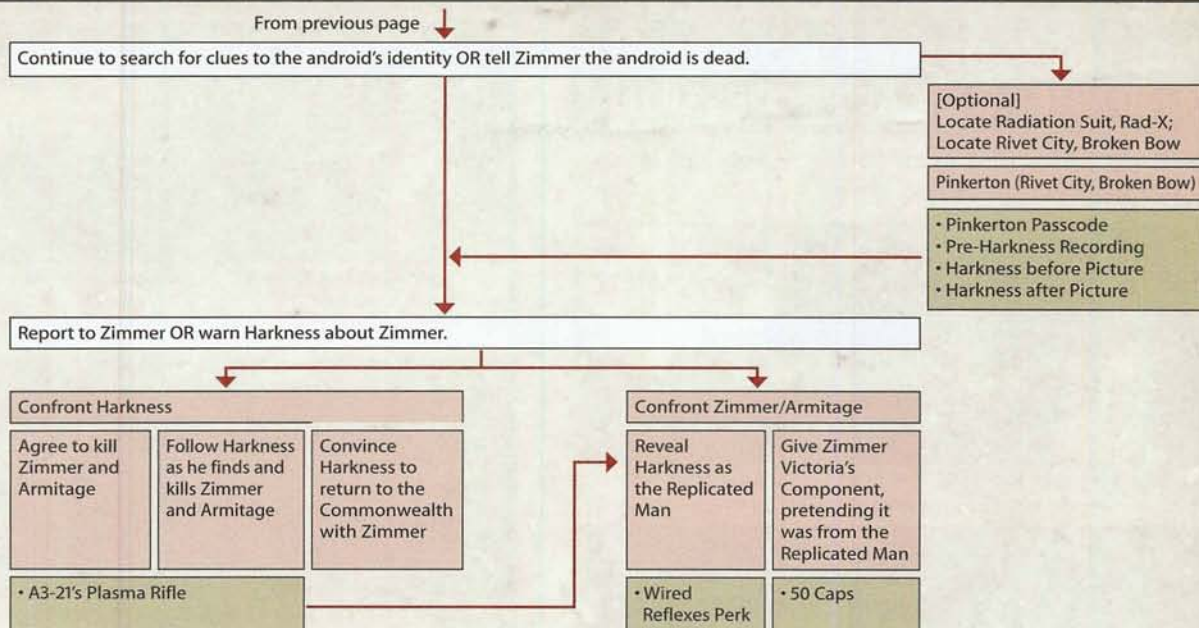 From previous page
Continue to search for clues to the android's identity OR tell Zimmer the android is dead.
[Optional]
Locate Radiation Suit, Rad-X;
Locate Rivet City, Broken Bow
Pinkerton (Rivet City, Broken Bow)
• Pinkerton Passcode
• Pre-Harkness Recording
• Harkness before Picture
• Harkness after Picture
Report to Zimmer OR warn Harkness about Zimmer.
Confront Harkness
Agree to kill
Zimmer and
Armitage
Follow Harkness
as he finds and
kills Zimmer
and Armitage
Convince
Harkness to
return to the
Commonwealth
with Zimmer
• A3-21's Plasma Rifle
Confront Zimmer/Armitage
Reveal
Harkness as
the Replicated
Man
Give Zimmer
Victoria's
Component,
pretending it
was from the
Replicated Man
• Wired
Reflexes Perk
• 50 Caps